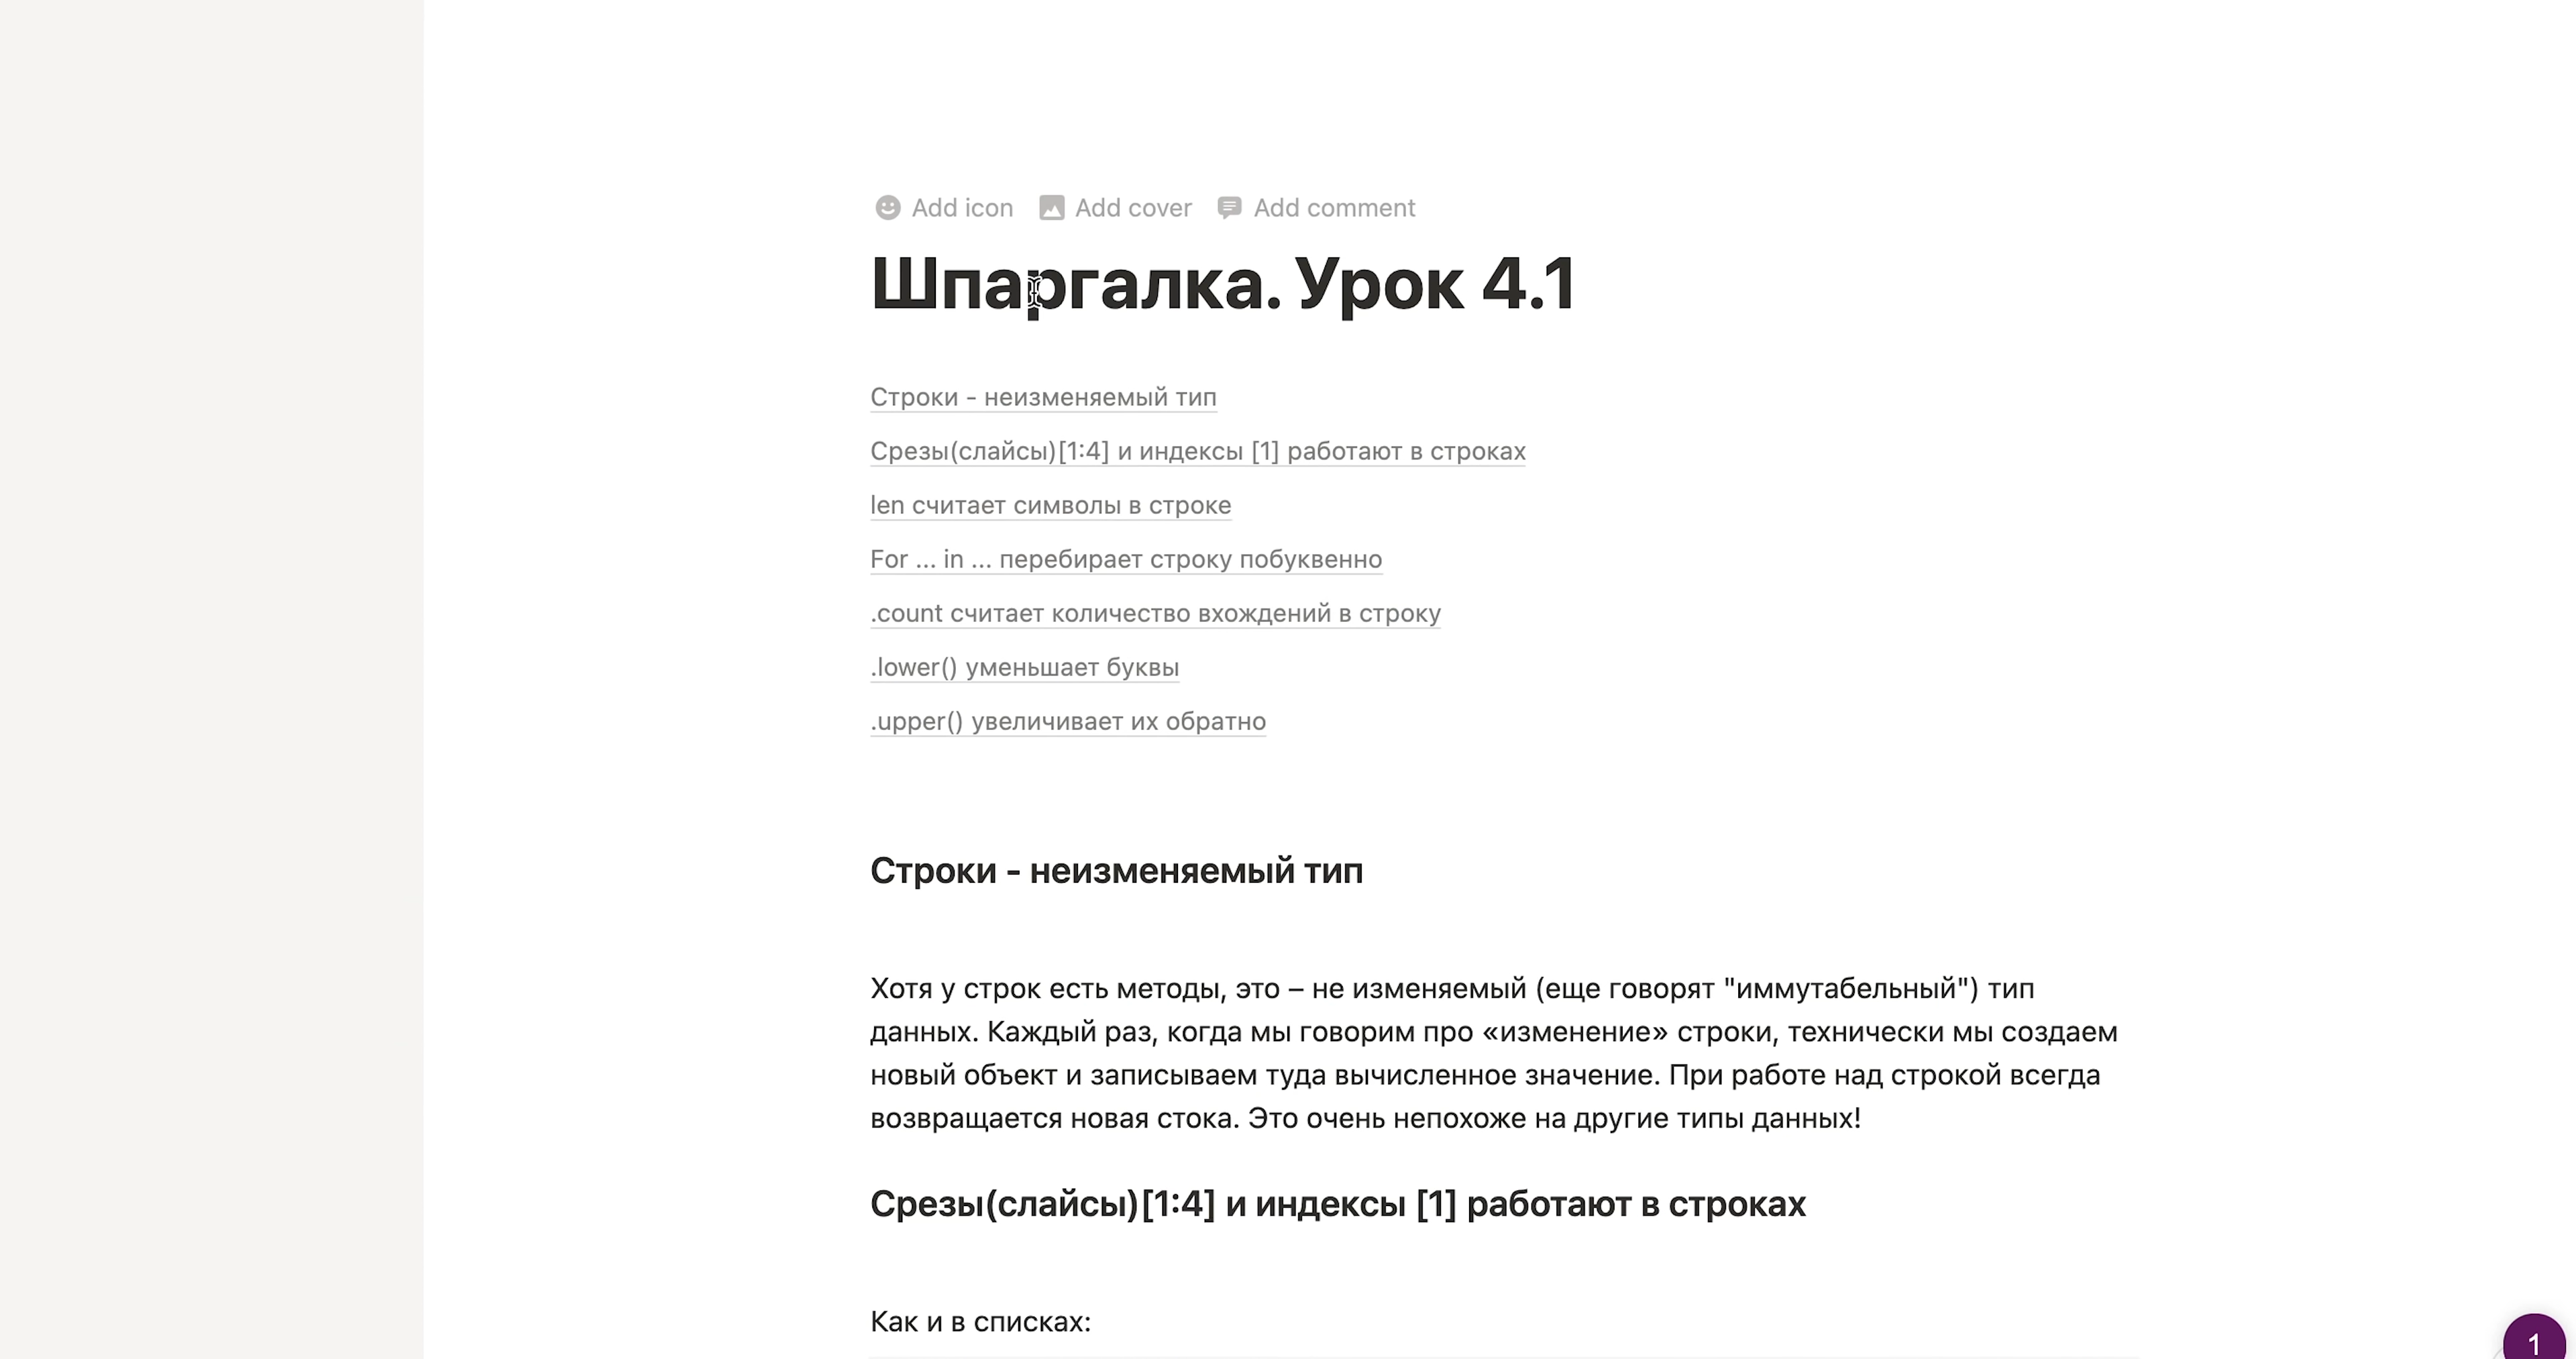 Add icon Add cover Add comment
Шпаргалка. Урок 4.1
Строки - неизменяемый тип
Срезы(слайсы)[1:4] и индексы [1] работают в строках
len считает символы в строке
For ... in ... перебирает строку побуквенно
.count считает количество вхождений в строку
.lower() уменьшает буквы
.upper() увеличивает их обратно
Строки - неизменяемый тип
Хотя у строк есть методы, это – не изменяемый (еще говорят "иммутабельный") тип
данных. Каждый раз, когда мы говорим про «изменение» строки, технически мы создаем
новый объект и записываем туда вычисленное значение. При работе над строкой всегда
возвращается новая стока. Это очень непохоже на другие типы данных!
Срезы(слайсы)[1:4] и индексы [1] работают в строках
Как и в списках:
1